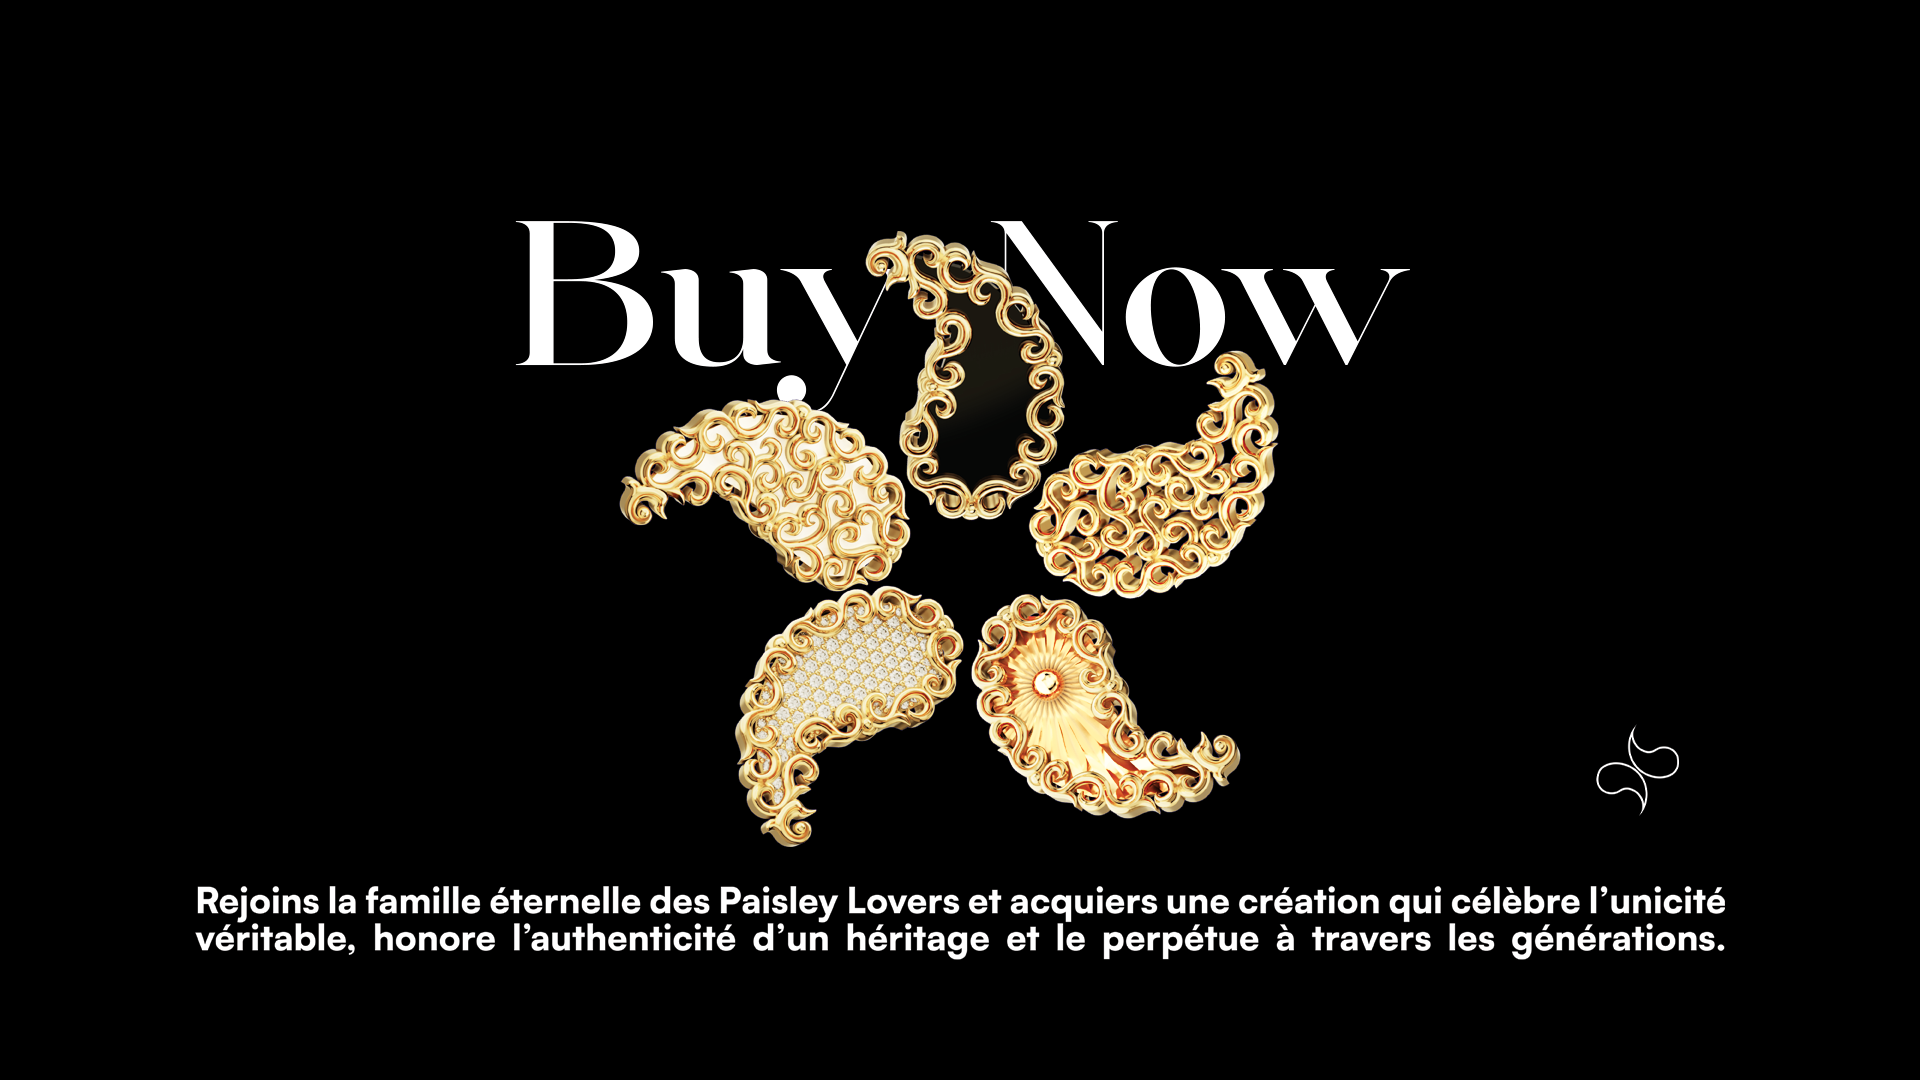 Buy Now
Rejoins la famille éternelle des Paisley Lovers et acquiers une création qui célèbre l’unicité
véritable, honore l’authenticité d’un héritage et le perpétue à travers les générations.